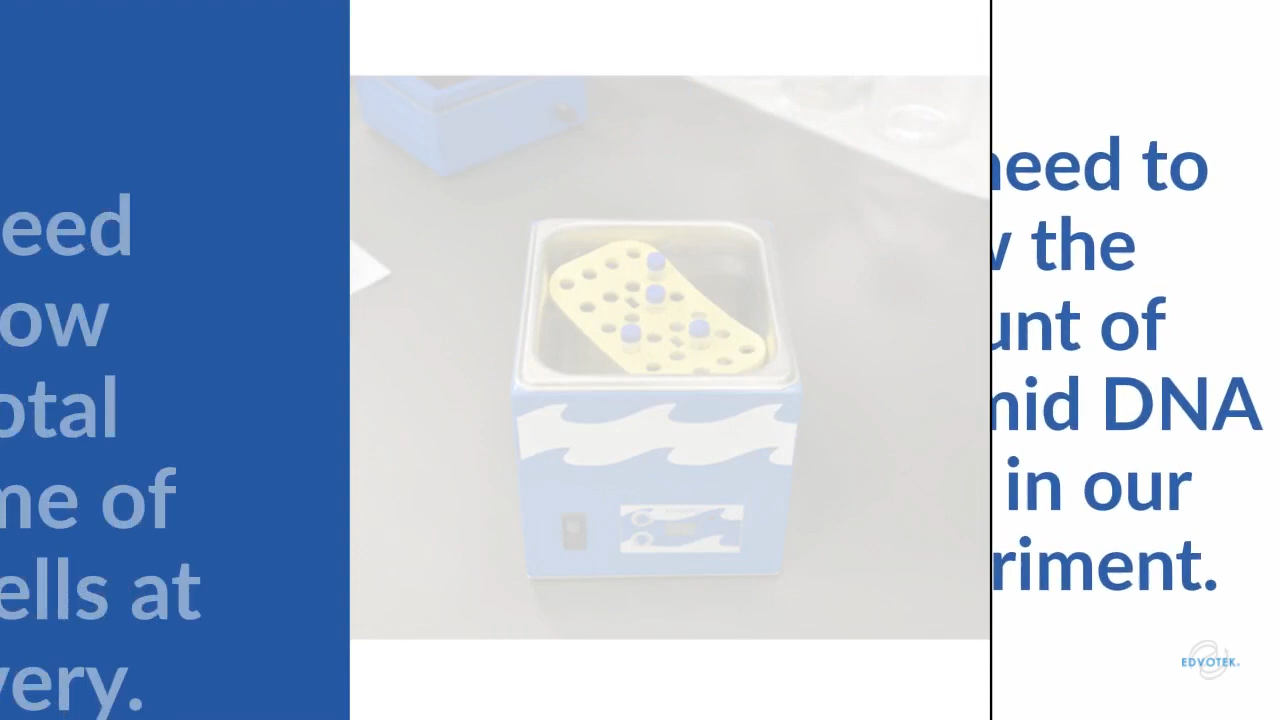 eed
ow
otal
me of
ells at
very.
need to
w the
unt of
mid DNA
in our
riment.
EDVOTEK